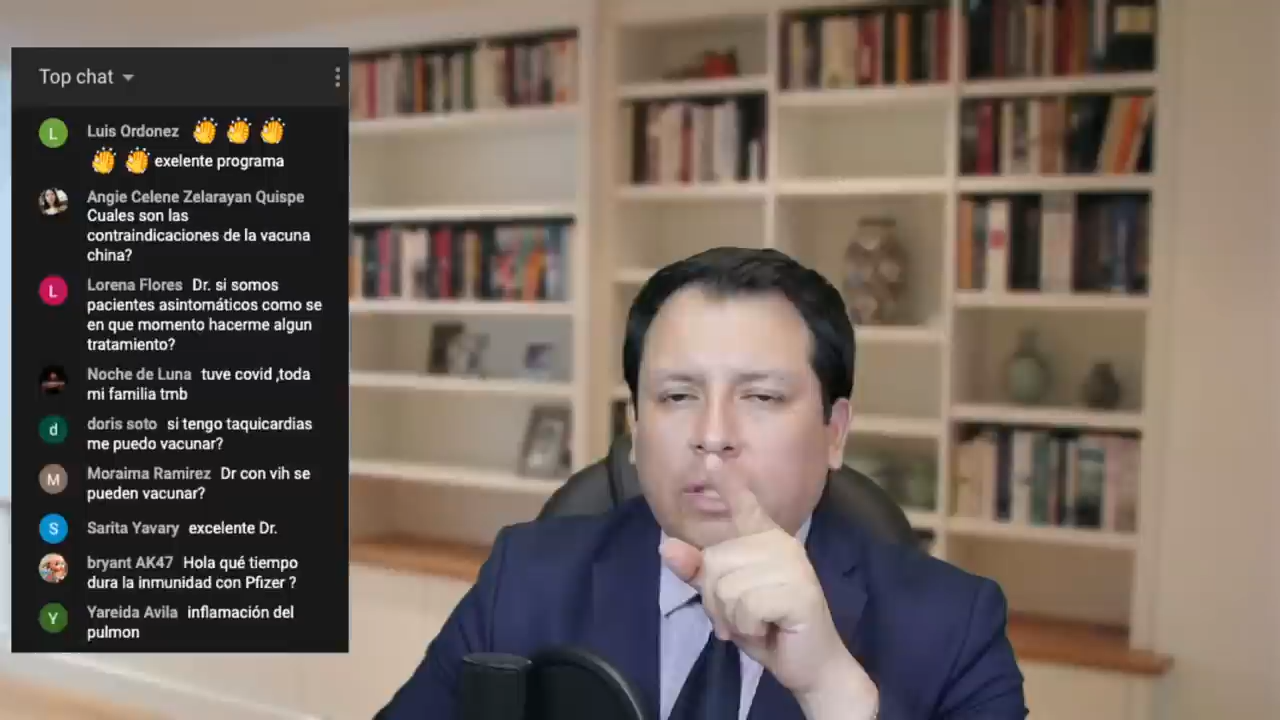 Top chat
Luis Ordonez 👏👏👏
👏👏 exelente programa
Angie Celene Zelarayan Quispe
Cuales son las
contraindicaciones de la vacuna
china?
Lorena Flores Dr. si somos
pacientes asintomáticos como se
en que momento hacerme algun
tratamiento?
Noche de Luna tuve covid ,toda
mi familia tmb
doris soto si tengo taquicardias
me puedo vacunar?
Moraima Ramirez Dr con vih se
pueden vacunar?
Sarita Yavary excelente Dr.
bryant AK47 Hola qué tiempo
dura la inmunidad con Pfizer ?
Yareida Avila inflamación del
pulmon